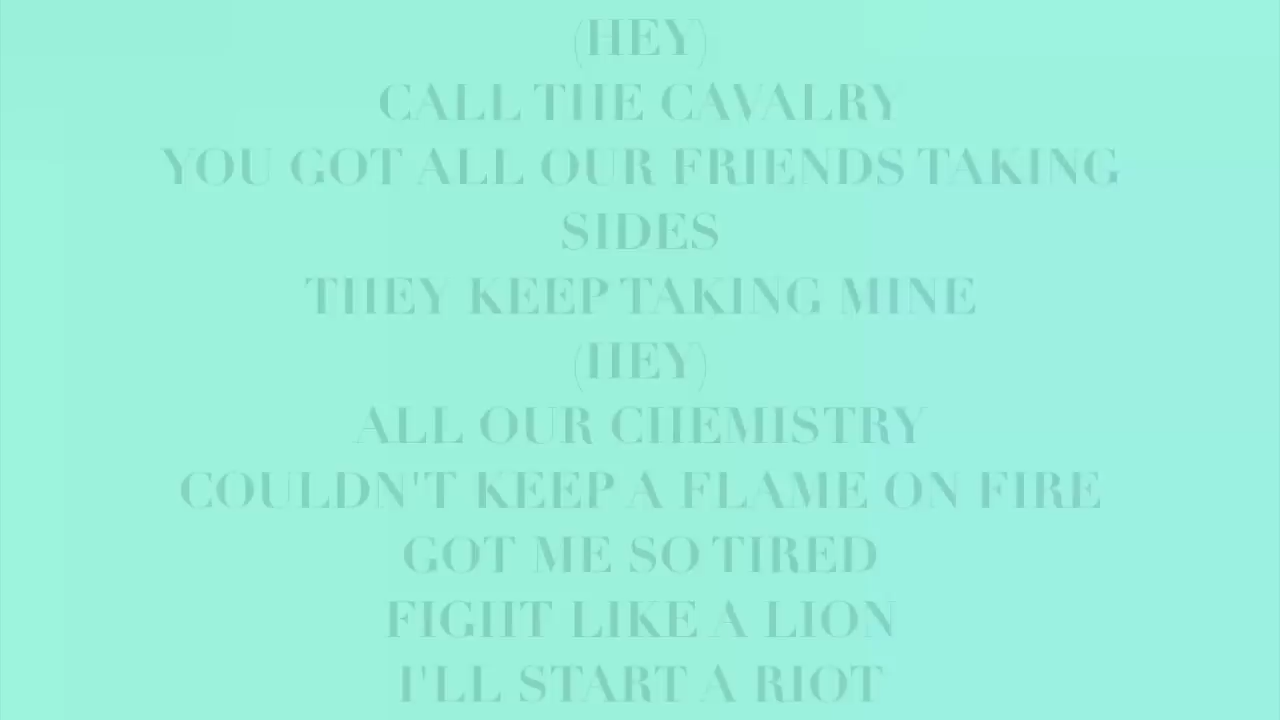 (HEY)
CALL THE CAVALRY
YOU GOT ALL OUR FRIENDS TAKING
SIDES
THEY KEEP TAKING MINE
(HEY)
ALL OUR CHEMISTRY
COULDN'T KEEP A FLAME ON FIRE
GOT ME SO TIRED
FIGHT LIKE A LION
I'LL START A RIOT